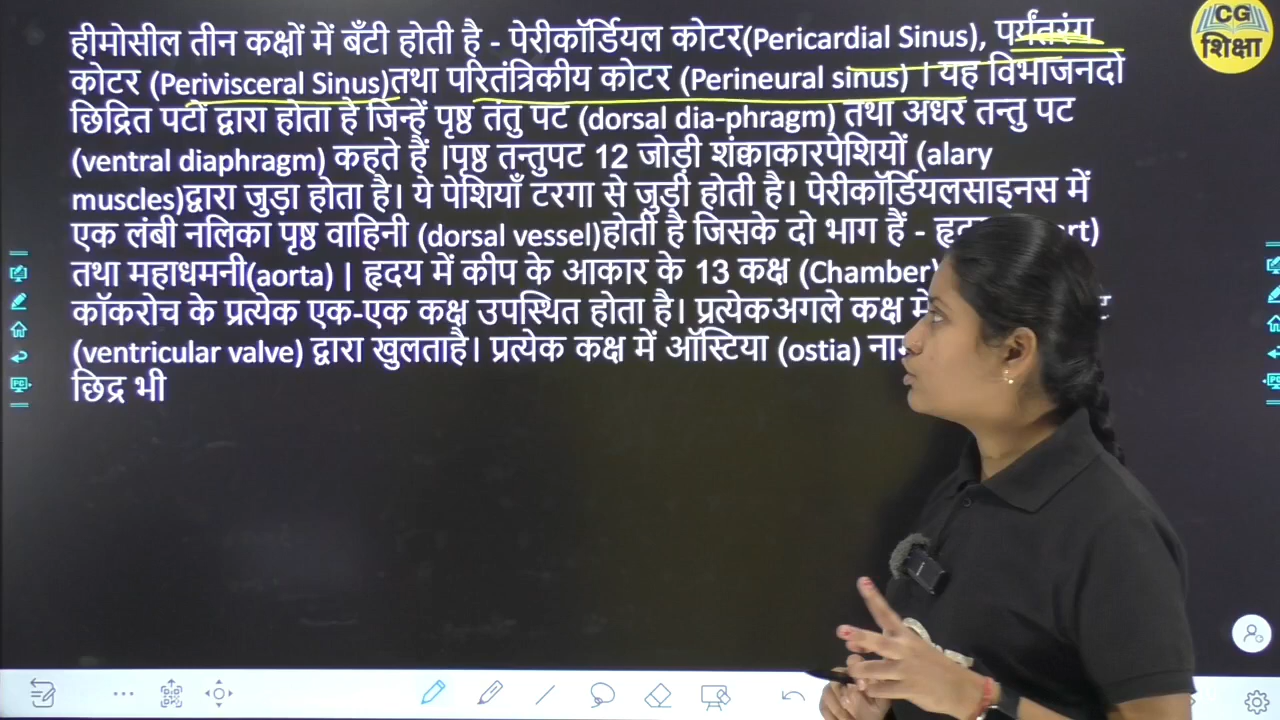 हीमोसील तीन कक्षों में बँटी होती है - पेरीकॉर्डियल कोटर(Pericardial Sinus), पर्यंतरंग
कोटर (Perivisceral Sinus)तथा परितंत्रिकीय कोटर (Perineural sinus) । यह विभाजनदो
छिद्रित पटों द्वारा होता है जिन्हें पृष्ठ तंतु पट (dorsal dia-phragm) तथा अधर तन्तु पट
(ventral diaphragm) कहते हैं ।पृष्ठ तन्तुपट 12 जोड़ी शंक्वाकारपेशियों (alary
muscles)द्वारा जुड़ा होता है। ये पेशियाँ टरगा से जुड़ी होती है। पेरीकॉर्डियलसाइनस में
एक लंबी नलिका पृष्ठ वाहिनी (dorsal vessel)होती है जिसके दो भाग हैं -
तथा महाधमनी(aorta) | हृदय में कीप के आकार के 13 कक्ष (Chamber)
कॉकरोच के प्रत्येक एक-एक कक्ष उपस्थित होता है। प्रत्येकअगले कक्ष में
(ventricular valve) द्वारा खुलताहै। प्रत्येक कक्ष में ऑस्टिया (ostia)
छिद्र भी
CG
शिक्षा